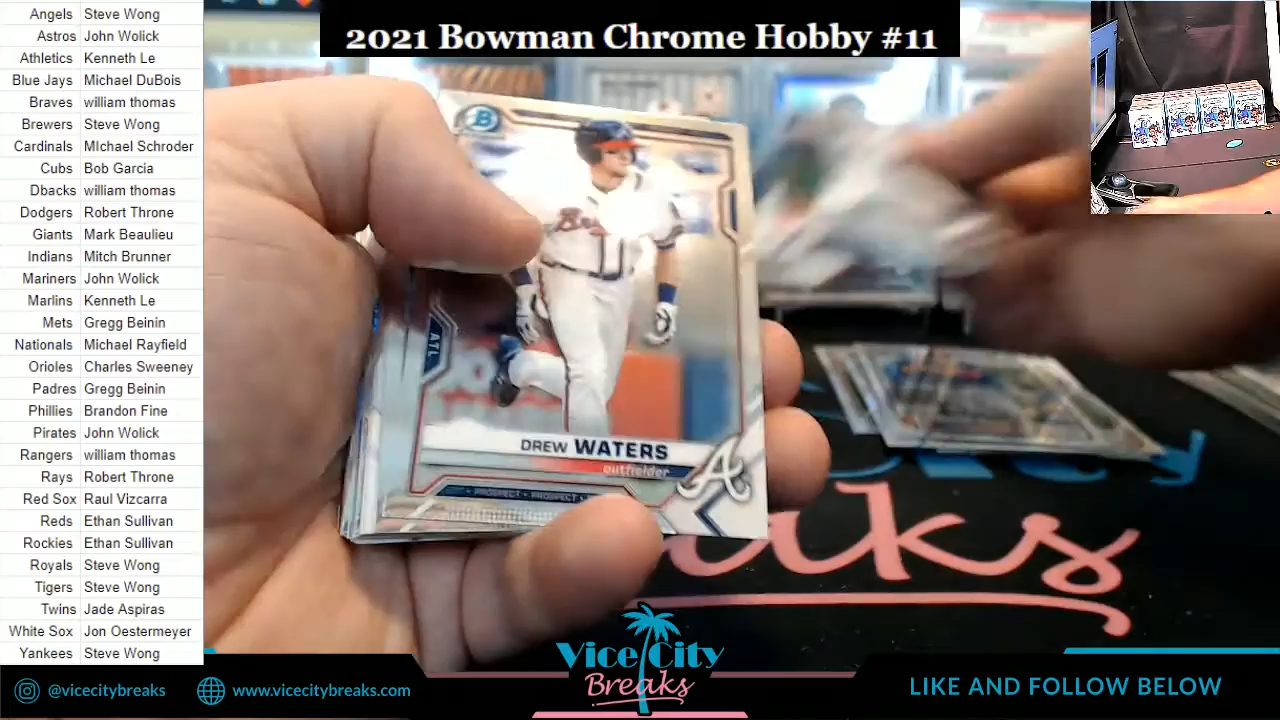 2021 Bowman Chrome Hobby #11
Angels Steve Wong
Astros John Wolick
Athletics Kenneth Le
Blue Jays Michael DuBois
Braves william thomas
Brewers Steve Wong
Cardinals MIchael Schroder
Cubs Bob Garcia
Dbacks william thomas
Dodgers Robert Throne
Giants Mark Beaulieu
Indians Mitch Brunner
Mariners John Wolick
Marlins Kenneth Le
Mets Gregg Beinin
Nationals Michael Rayfield
Orioles Charles Sweeney
Padres Gregg Beinin
Phillies Brandon Fine
Pirates John Wolick
Rangers william thomas
Rays Robert Throne
Red Sox Raul Vizcarra
Reds Ethan Sullivan
Rockies Ethan Sullivan
Royals Steve Wong
Tigers Steve Wong
Twins Jade Aspiras
White Sox Jon Oestermeyer
Yankees Steve Wong
B
ATL
DREW WATERS
outfielder
PROSPECT • PROSPECT
A
Vice City
Breaks
@vicecitybreaks
www.vicecitybreaks.com
LIKE AND FOLLOW BELOW